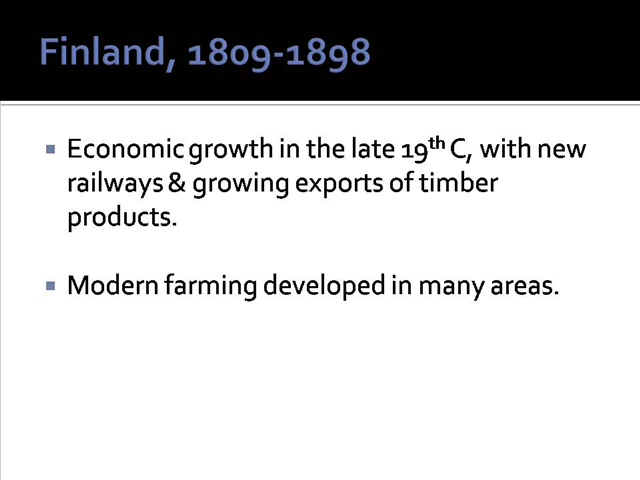 Finland, 1809-1898
Economic growth in the late 19th C, with new
railways & growing exports of timber
products.
Modern farming developed in many areas.